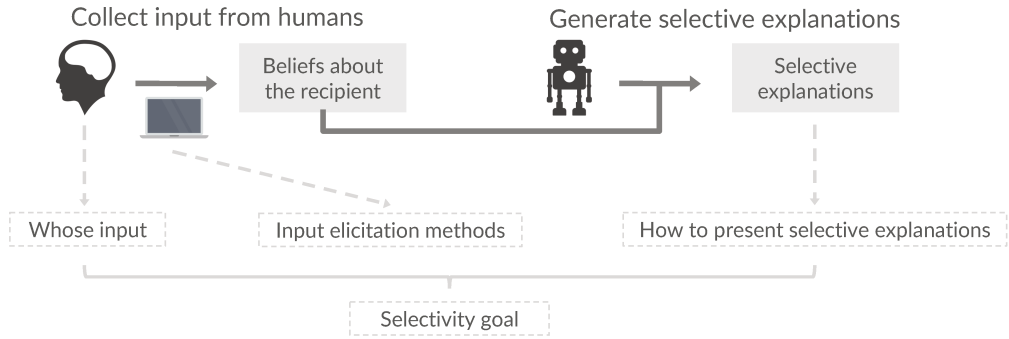 Collect input from humans
Generate selective explanations
Beliefs about
the recipient
Selective
explanations
Whose input
Input elicitation methods
How to present selective explanations
Selectivity goal